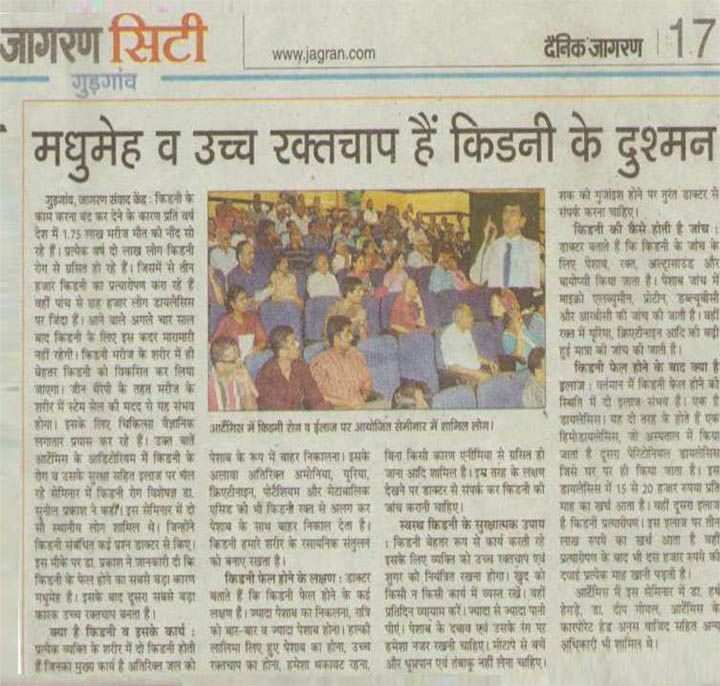 जागरण सिटी
गुड़गांव
www.jagran.com
दैनिक जागरण
17
मधुमेह व उच्च रक्तचाप हैं किडनी के दुश्मन
गुड़गांव, जागरण संवाद केंद्र : किडनी के
काम करना बंद कर देने के कारण प्रति वर्ष
देश में 1.75 लाख मरीज मौत की नींद सो
रहे हैं। प्रत्येक वर्ष दो लाख लोग किडनी
रोग से ग्रसित हो रहे हैं। जिसमें से तीन
हजार किडनी का प्रत्यारोपण करा रहे हैं
वहीं पांच से छह हजार लोग डायलेसिस
पर जिंदा हैं। आने वाले अगले चार साल
बाद किडनी के लिए इस कदर मारामारी
नहीं रहेगी। किडनी मरीज के शरीर में ही
बेहतर किडनी को विकसित कर लिया
जाएगा। जीन थैरेपी के तहत मरीज के
शरीर में स्टेम सेल की मदद से यह संभव
होगा। इसके लिए चिकित्सा वैज्ञानिक
लगातार प्रयास कर रहे हैं। उक्त बातें
आर्टेमिस के आडिटोरियम में किडनी के
रोग व उसके सुरक्षा सहित इलाज पर चल
रहे सेमिनार में किडनी रोग विशेषज्ञ डा.
सुनील प्रकाश ने कहीं। इस सेमिनार में दो
सौ स्थानीय लोग शामिल थे। जिन्होंने
किडनी संबंधित कई प्रश्न डाक्टर से किए।
इस मौके पर डा. प्रकाश ने जानकारी दी कि
किडनी के फेल होने का सबसे बड़ा कारण
मधुमेह है। इसके बाद दूसरा सबसे बड़ा
कारक उच्च रक्तचाप बनता है।
क्या है किडनी व इसके कार्य :
प्रत्येक व्यक्ति के शरीर में दो किडनी होती
हैं जिनका मुख्य कार्य है अतिरिक्त जल को
आर्टेमिस में किडनी रोग व ईलाज पर आयोजित सेमीनार में शामिल लोग।
पेशाब के रूप में बाहर निकालना। इसके
अलावा अतिरिक्त अमोनिया, यूरिया,
क्रिएटीनाइन, पोटैशियम और मेटाबालिक
एसिड को भी किडनी रक्त से अलग कर
पेशाब के साथ बाहर निकाल देता है।
किडनी हमारे शरीर के रसायनिक संतुलन
को बनाए रखता है।
किडनी फेल होने के लक्षण : डाक्टर
बताते हैं कि किडनी फेल होने के कई
लक्षण है। ज्यादा पेशाब का निकलना, रात्रि
को बार-बार व ज्यादा पेशाब होना। हल्की
लालिमा लिए हुए पेशाब का होना, उच्च
रक्तचाप का होना, हमेशा थकावट रहना,
बिना किसी कारण एनीमिया से ग्रसित हो
जाना आदि शामिल है। इस तरह के लक्षण
देखने पर डाक्टर से संपर्क कर किडनी की
जांच करानी चाहिए।
स्वस्थ किडनी के सुरक्षात्मक उपाय
: किडनी बेहतर रूप से कार्य करती रहे
इसके लिए व्यक्ति को उच्च रक्तचाप एवं
शुगर को नियंत्रित रखना होगा। खुद को
किसी न किसी कार्य में व्यस्त रखें। वहीं
प्रतिदिन व्यायाम करें। ज्यादा से ज्यादा पानी
पीएं। पेशाब के दबाव एवं उसके रंग पर
हमेशा नजर रखनी चाहिए। मोटापे से बचें
और धूम्रपान एवं तंबाकू नहीं लेना चाहिए।
शक की गुंजाइश होने पर तुरंत डाक्टर से
संपर्क करना चाहिए।
किडनी की कैसे होती है जांच :
डाक्टर बताते हैं कि किडनी के जांच के
लिए पेशाब, रक्त, अल्ट्रासाउंड और
बायोप्सी किया जाता है। पेशाब जांच में
माइक्रो एलब्यूमीन, प्रोटीन, डब्ल्यूबीसी
और आरबीसी की जांच की जाती है। वहीं
रक्त में यूरिया, क्रिएटीनाइन आदि की बढ़ी
हुई मात्रा की जांच की जाती है।
किडनी फेल होने के बाद क्या है
इलाज : वर्तमान में किडनी फेल होने की
स्थिति में दो इलाज संभव है। एक है
डायलेसिस। यह दो तरह के होते हैं एक
हिमोडायलेसिस, जो अस्पताल में किया
जाता है दूसरा पेरिटोनियल डायलेसिस
जिसे घर पर ही किया जाता है। इस
डायलेसिस में 15 से 20 हजार रुपया प्रति
माह का खर्च आता है। वहीं दूसरा इलाज
है किडनी प्रत्यारोपण। इस इलाज पर तीन
लाख रुपये का खर्च आता है वहीं
प्रत्यारोपण के बाद भी दस हजार रुपये की
दवाई प्रत्येक माह खानी पड़ती है।
आर्टेमिस में इस सेमिनार में डा.
हेगड़े, डा. दीप गोयल, आर्टेमिस के
कारपोरेट हेड अनस वाजिद सहित अन्य
अधिकारी भी शामिल थे।